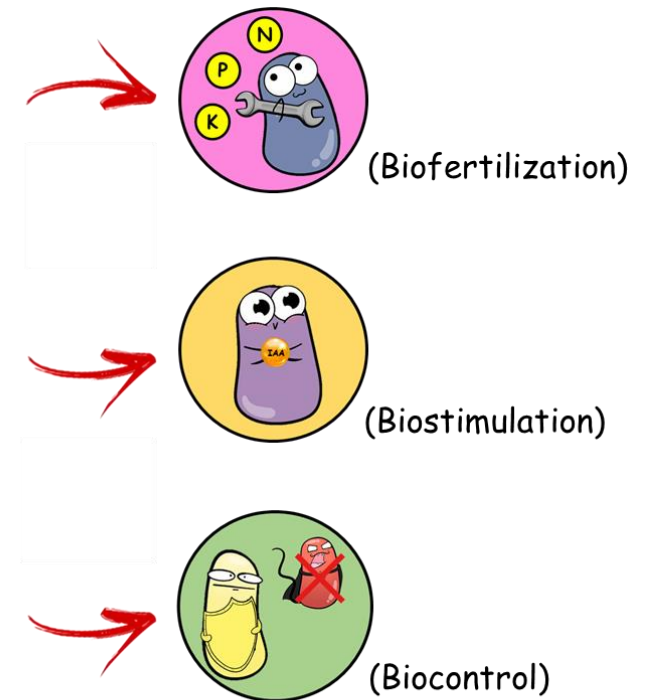 N
P
K
(Biofertilization)
IAA
(Biostimulation)
(Biocontrol)